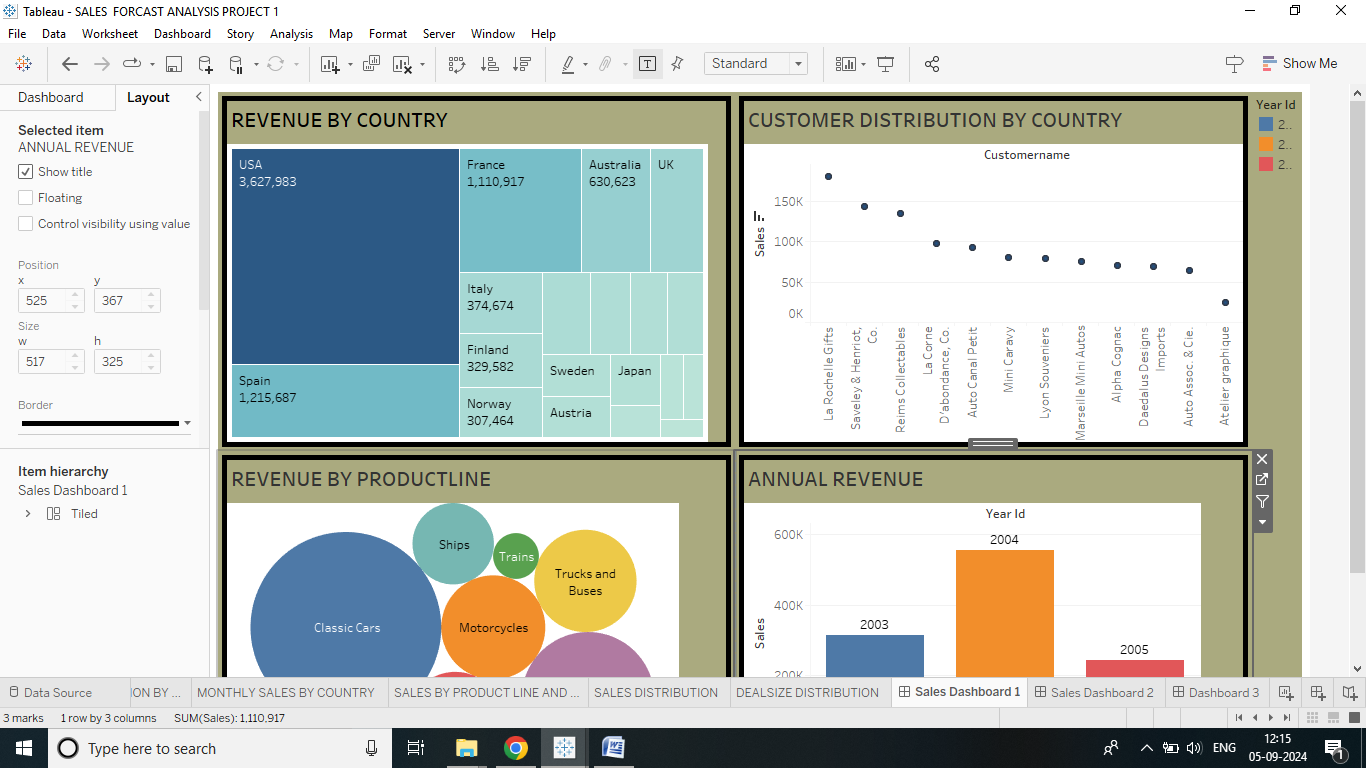 Tableau - SALES  FORCAST ANALYSIS PROJECT 1
File Data Worksheet Dashboard Story Analysis Map Format Server Window Help
Standard
Show Me
Dashboard Layout
Selected item
ANNUAL REVENUE
Show title
Floating
Control visibility using value
Position
x y
525 367
Size
w h
517 325
Border
Item hierarchy
Sales Dashboard 1
Tiled
REVENUE BY COUNTRY
USA
3,627,983
France
1,110,917
Australia
630,623
UK
Italy
374,674
Finland
329,582
Norway
307,464
Sweden
Japan
Austria
Spain
1,215,687
CUSTOMER DISTRIBUTION BY COUNTRY
Customername
Sales
150K
100K
50K
0K
La Rochelle Gifts
Saveley & Henriot,
Co.
Reims Collectables
La Corne
D'abondance, Co.
Auto Canal Petit
Mini Caravy
Lyon Souveniers
Marseille Mini Autos
Alpha Cognac
Daedalus Designs
Imports
Auto Assoc. & Cie.
Atelier graphique
Year Id
2..
2..
2..
REVENUE BY PRODUCTLINE
Ships
Trains
Trucks and
Buses
Classic Cars
Motorcycles
ANNUAL REVENUE
Year Id
600K
400K
200K
Sales
2003
2004
2005
Data Source ION BY ... MONTHLY SALES BY COUNTRY SALES BY PRODUCT LINE AND ... SALES DISTRIBUTION DEALSIZE DISTRIBUTION Sales Dashboard 1 Sales Dashboard 2 Dashboard 3
3 marks 1 row by 3 columns SUM(Sales): 1,110,917
Type here to search
ENG
12:15
05-09-2024
1